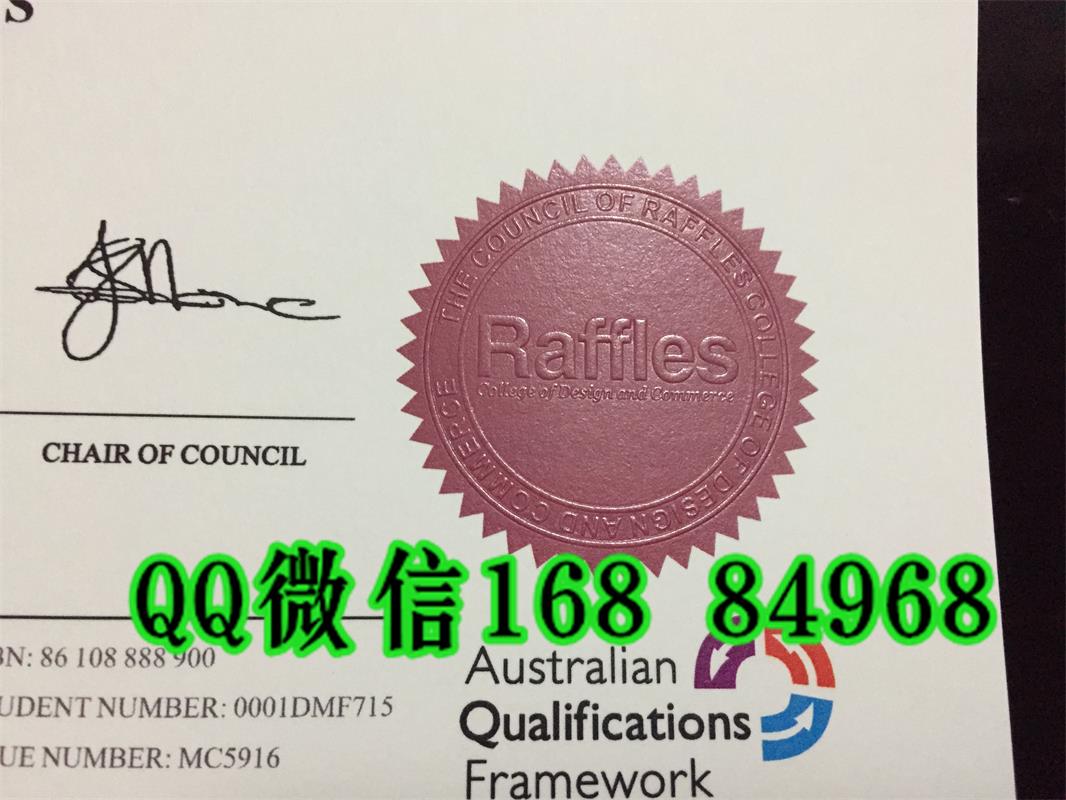 S
THE COUNCIL OF RAFFLES COLLEGE OF DESIGN AND COMMERCE
Raffles
College of Design and Commerce
CHAIR OF COUNCIL
QQ微信168 84968
BN: 86 108 888 900
UDENT NUMBER: 0001DMF715
UE NUMBER: MC5916
Australian
Qualifications
Framework